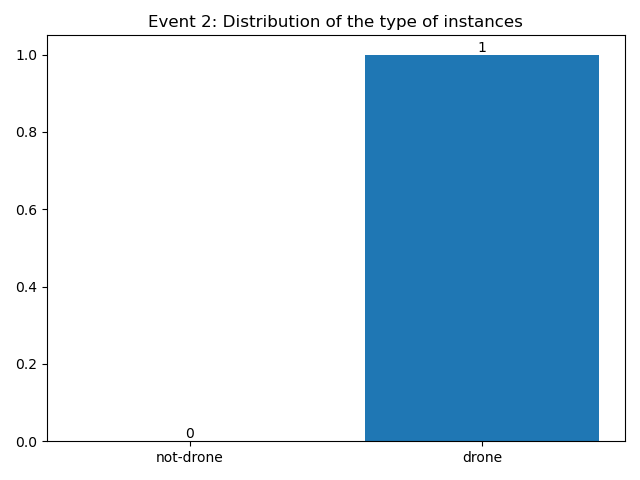 Event 2: Distribution of the type of instances
1.0
1
0.8
0.6
0.4
0.2
0
0.0
not-drone
drone